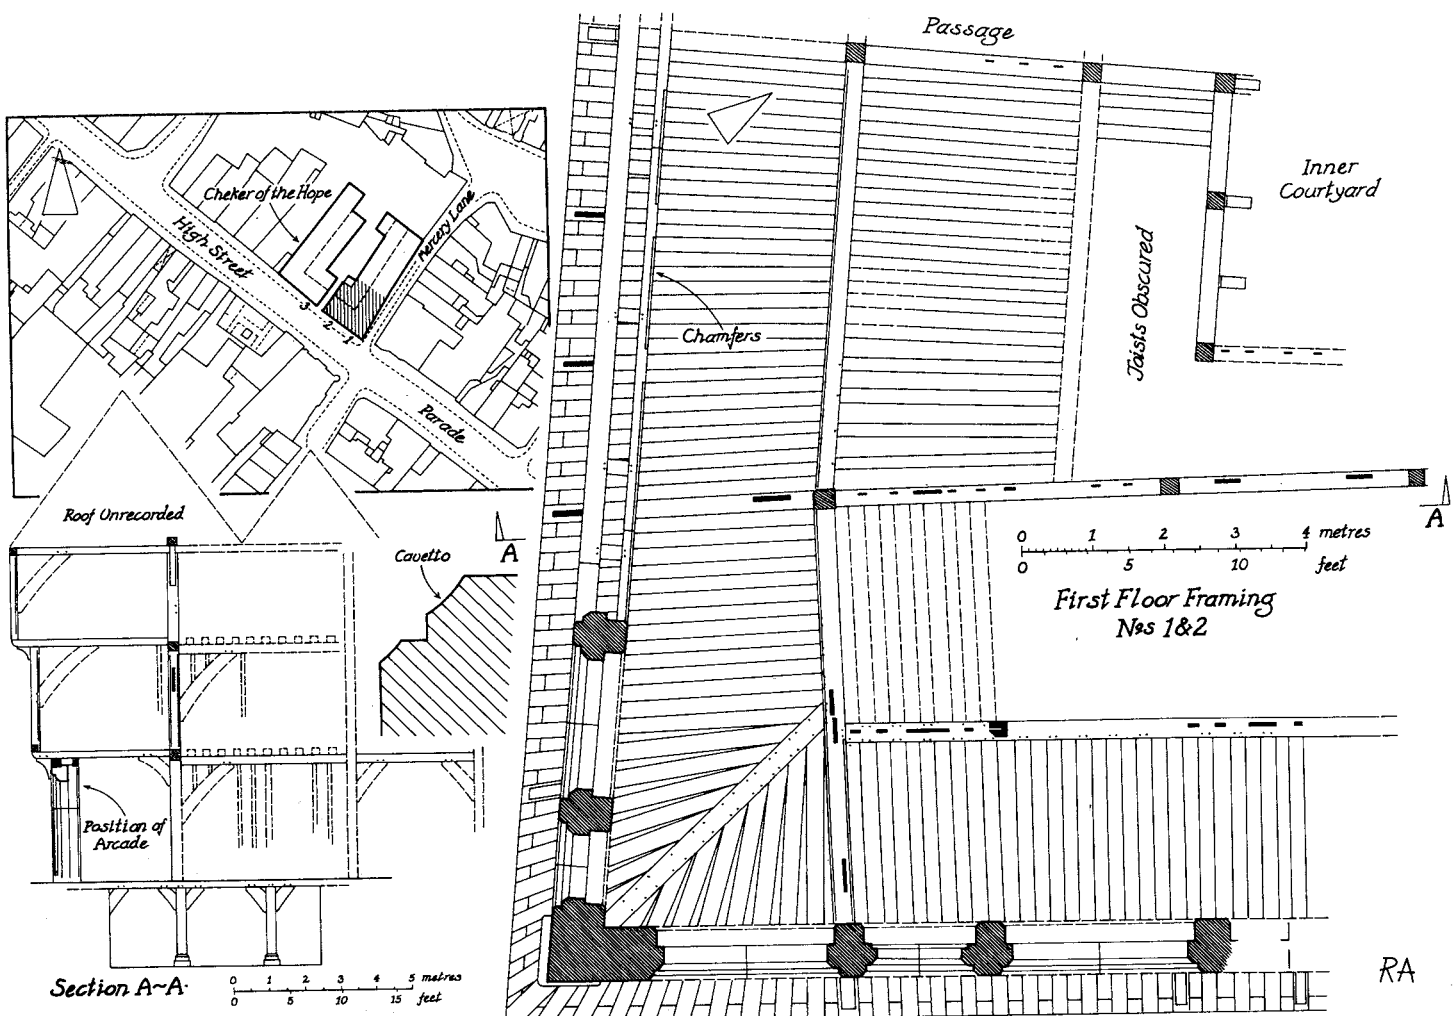 Passage
Inner
Courtyard
Joists Obscured
Chamfers
Cheker of the Hope
Mercery Lane
High Street
3
2
1
Parade
Roof Unrecorded
A
A
Cavetto
0 1 2 3 4 metres
0 5 10 feet
First Floor Framing
Nos 1&2
Position of
Arcade
Section A~A.
0 1 2 3 4 5 metres
0 5 10 15 feet
RA